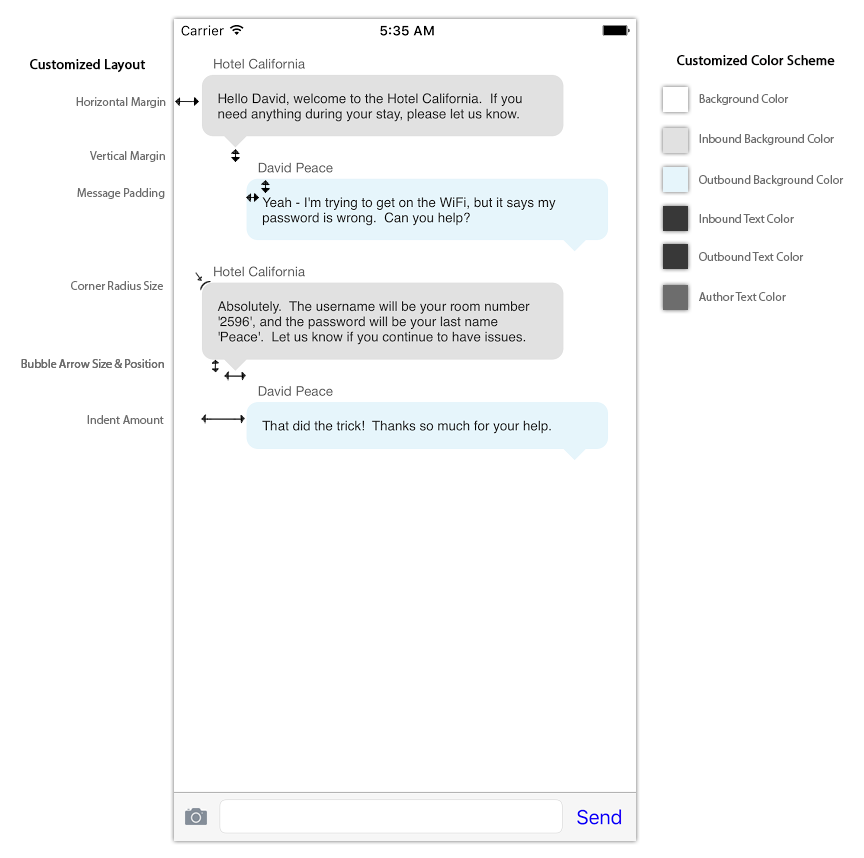 Carrier
5:35 AM
Customized Layout
Horizontal Margin
Vertical Margin
Message Padding
Corner Radius Size
Bubble Arrow Size & Position
Indent Amount
Hotel California
Hello David, welcome to the Hotel California.  If you
need anything during your stay, please let us know.
David Peace
Yeah - I'm trying to get on the WiFi, but it says my
password is wrong.  Can you help?
Hotel California
Absolutely.  The username will be your room number
'2596', and the password will be your last name
'Peace'.  Let us know if you continue to have issues.
David Peace
That did the trick!  Thanks so much for your help.
Send
Customized Color Scheme
Background Color
Inbound Background Color
Outbound Background Color
Inbound Text Color
Outbound Text Color
Author Text Color